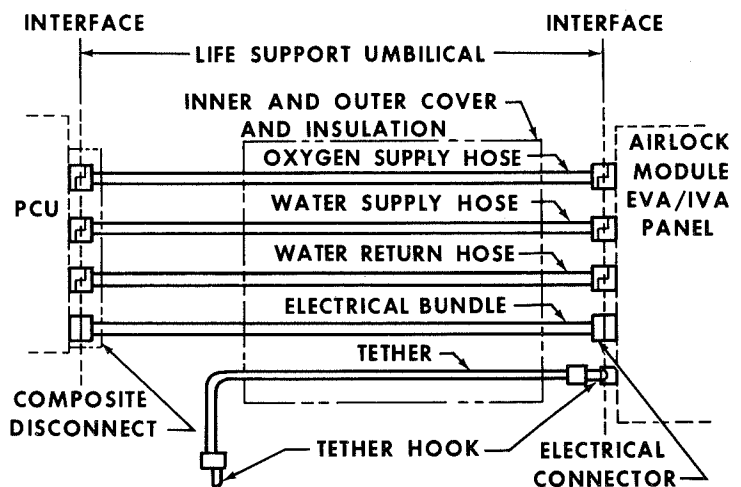 INTERFACE
INTERFACE
LIFE SUPPORT UMBILICAL
INNER AND OUTER COVER
AND INSULATION
OXYGEN SUPPLY HOSE
AIRLOCK
MODULE
EVA/IVA
PANEL
PCU
WATER SUPPLY HOSE
WATER RETURN HOSE
ELECTRICAL BUNDLE
TETHER
COMPOSITE
DISCONNECT
TETHER HOOK
ELECTRICAL
CONNECTOR